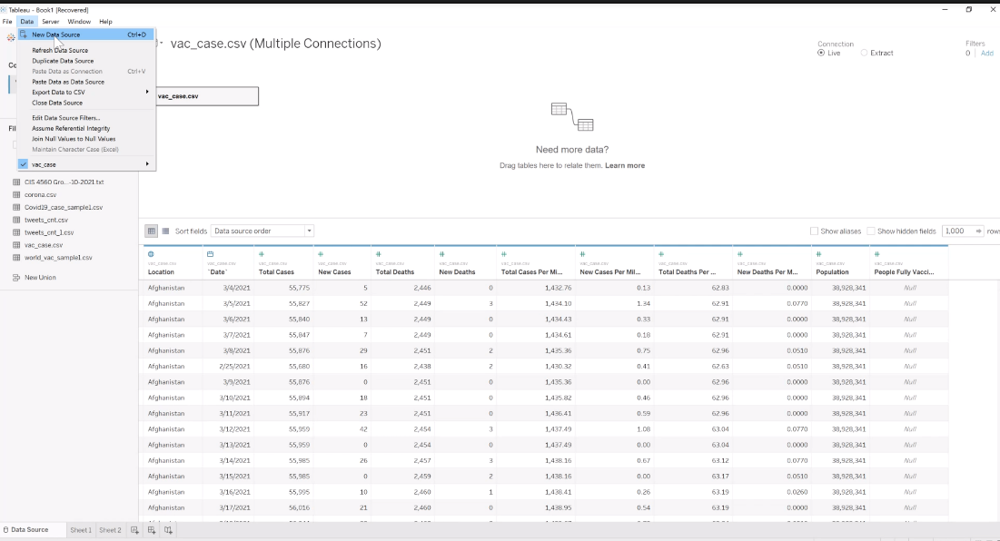 Tableau - Book1 [Recovered]
File Data Server Window Help
New Data Source Ctrl+D
Refresh Data Source
Duplicate Data Source
Paste Data as Connection Ctrl+V
Paste Data as Data Source
Export Data to CSV
Close Data Source
Edit Data Source Filters...
Assume Referential Integrity
Join Null Values to Null Values
Maintain Character Case (Excel)
vac_case
vac_case.csv (Multiple Connections)
Connection
Live Extract
Filters
0 Add
vac_case.csv
Need more data?
Drag tables here to relate them. Learn more
CIS 4560 Gro...-10-2021.txt
corona.csv
Covid19_case_sample1.csv
tweets_cnt.csv
tweets_cnt_1.csv
vac_case.csv
world_vac_sample1.csv
New Union
Sort fields Data source order Show aliases Show hidden fields 1,000 rows
vac_case.csv vac_case.csv vac_case.csv vac_case.csv vac_case.csv vac_case.csv vac_case.csv vac_case.csv vac_case.csv vac_case.csv vac_case.csv vac_case.csv
Location `Date` Total Cases New Cases Total Deaths New Deaths Total Cases Per Mi... New Cases Per Mil... Total Deaths Per ... New Deaths Per M... Population People Fully Vacci...
Afghanistan 3/4/2021 55,775 5 2,446 0 1,432.76 0.13 62.83 0.0000 38,928,341 Null
Afghanistan 3/5/2021 55,827 52 2,449 3 1,434.10 1.34 62.91 0.0770 38,928,341 Null
Afghanistan 3/6/2021 55,840 13 2,449 0 1,434.43 0.33 62.91 0.0000 38,928,341 Null
Afghanistan 3/7/2021 55,847 7 2,449 0 1,434.61 0.18 62.91 0.0000 38,928,341 Null
Afghanistan 3/8/2021 55,876 29 2,451 2 1,435.36 0.75 62.96 0.0510 38,928,341 Null
Afghanistan 2/25/2021 55,680 16 2,438 2 1,430.32 0.41 62.63 0.0510 38,928,341 Null
Afghanistan 3/9/2021 55,876 0 2,451 0 1,435.36 0.00 62.96 0.0000 38,928,341 Null
Afghanistan 3/10/2021 55,894 18 2,451 0 1,435.82 0.46 62.96 0.0000 38,928,341 Null
Afghanistan 3/11/2021 55,917 23 2,451 0 1,436.41 0.59 62.96 0.0000 38,928,341 Null
Afghanistan 3/12/2021 55,959 42 2,454 3 1,437.49 1.08 63.04 0.0770 38,928,341 Null
Afghanistan 3/13/2021 55,959 0 2,454 0 1,437.49 0.00 63.04 0.0000 38,928,341 Null
Afghanistan 3/14/2021 55,985 26 2,457 3 1,438.16 0.67 63.12 0.0770 38,928,341 Null
Afghanistan 3/15/2021 55,985 0 2,459 2 1,438.16 0.00 63.17 0.0510 38,928,341 Null
Afghanistan 3/16/2021 55,995 10 2,460 1 1,438.41 0.26 63.19 0.0260 38,928,341 Null
Afghanistan 3/17/2021 56,016 21 2,460 0 1,438.95 0.54 63.19 0.0000 38,928,341 Null
Data Source Sheet 1 Sheet 2